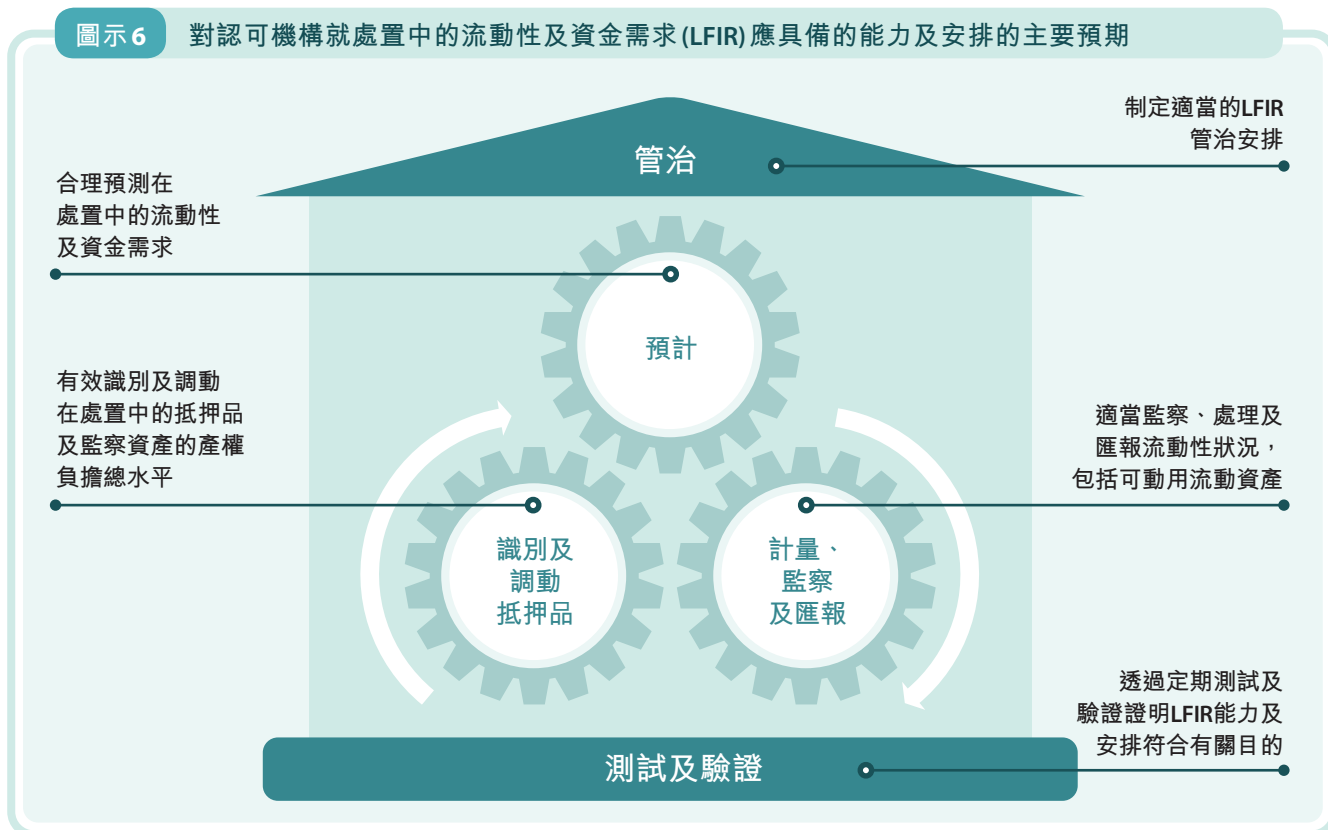 圖示6
對認可機構就處置中的流動性及資金需求(LFIR)應具備的能力及安排的主要預期
管治
制定適當的LFIR
管治安排
合理預測在
處置中的流動性
及資金需求
預計
有效識別及調動
在處置中的抵押品
及監察資產的產權
負擔總水平
適當監察、處理及
匯報流動性狀況，
包括可動用流動資產
識別及
調動
抵押品
計量、
監察
及匯報
透過定期測試及
驗證證明LFIR能力及
安排符合有關目的
測試及驗證